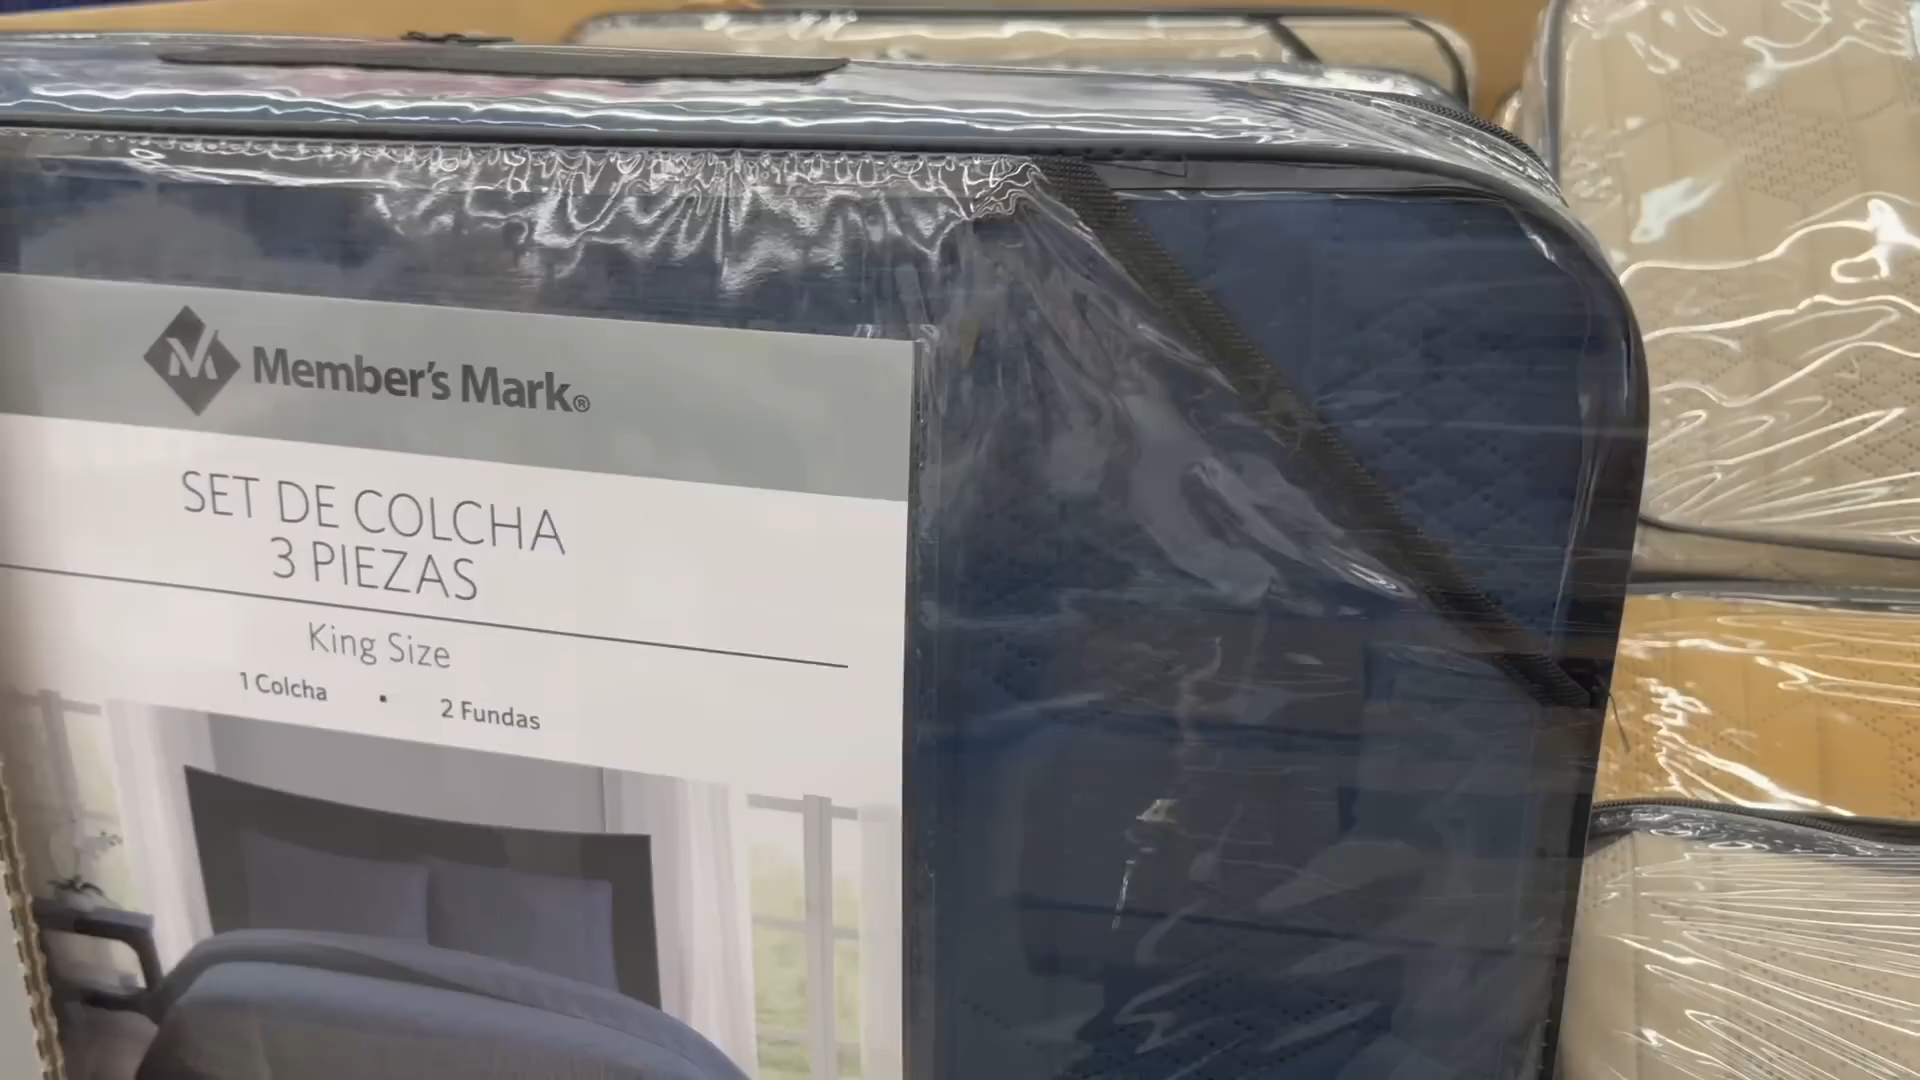 Member's Mark®
SET DE COLCHA
3 PIEZAS
King Size
1 Colcha ▪ 2 Fundas